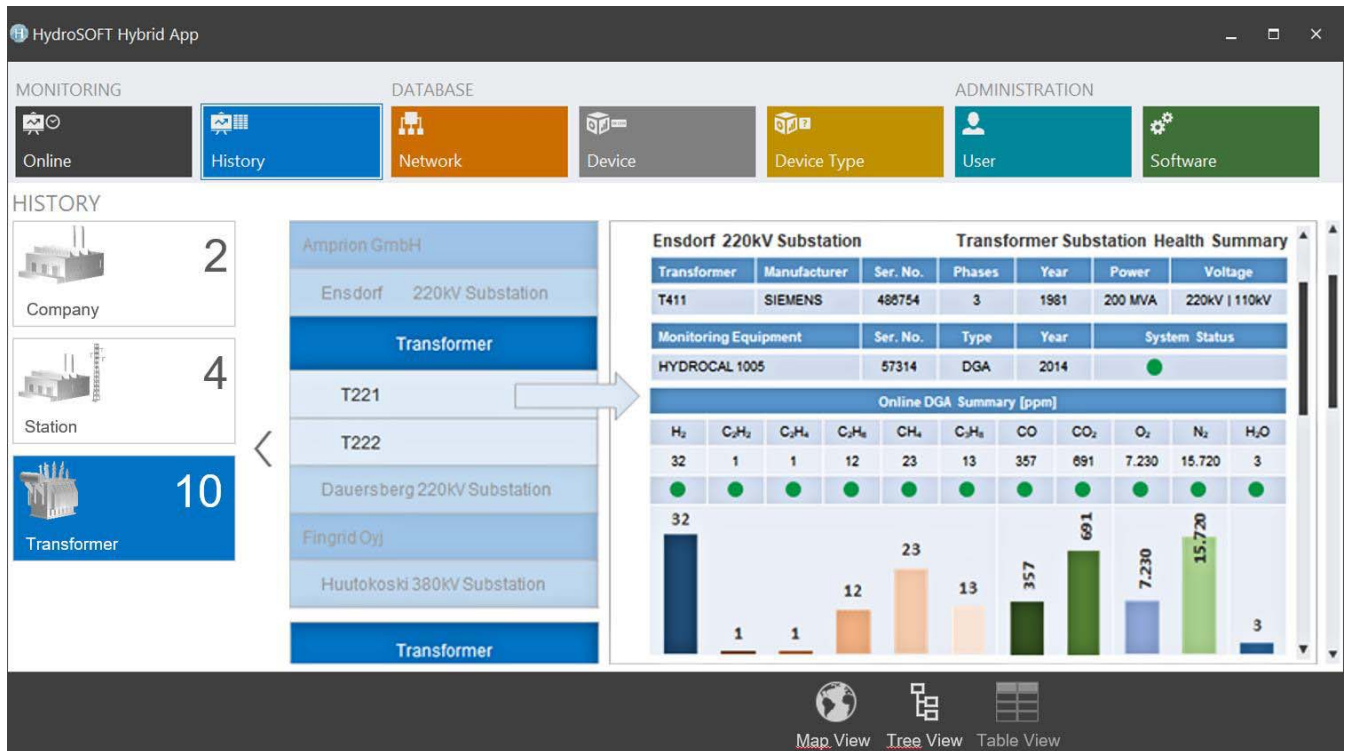 HydroSOFT Hybrid App
MONITORING DATABASE ADMINISTRATION
Online History Network Device Device Type User Software
HISTORY
2
Company
4
Station
10
Transformer
Amprion GmbH
Ensdorf 220kV Substation
Transformer
T221
T222
Dauersberg 220kV Substation
Fingrid Oyj
Huutokoski 380kV Substation
Transformer
Ensdorf 220kV Substation Transformer Substation Health Summary
Transformer Manufacturer Ser. No. Phases Year Power Voltage
T411 SIEMENS 486754 3 1981 200 MVA 220kV | 110kV
Monitoring Equipment Ser. No. Type Year System Status
HYDROCAL 1005 57314 DGA 2014
Online DGA Summary [ppm]
H₂ C₂H₂ C₂H₄ C₂H₆ CH₄ C₃H₈ CO CO₂ O₂ N₂ H₂O
32 1 1 12 23 13 357 691 7.230 15.720 3
32 1 1 12 23 13 357 691 7.230 15.720 3
Map View Tree View Table View